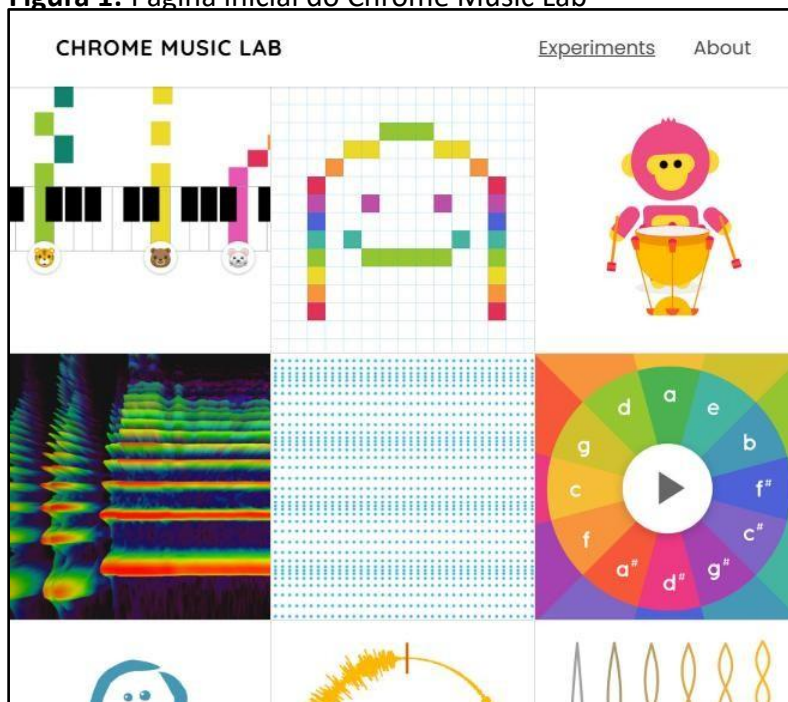 Figura 1: Página inicial do Chrome Music Lab
CHROME MUSIC LAB
Experiments About
a
d e
g b
c f#
f c#
a# g#
d#